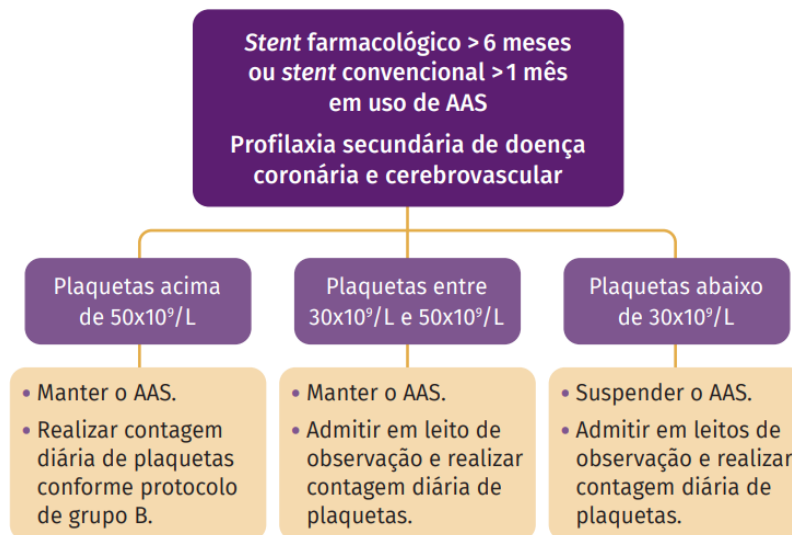 Stent farmacológico > 6 meses
ou stent convencional >1 mês
em uso de AAS
Profilaxia secundária de doença
coronária e cerebrovascular
Plaquetas acima
de 50x10⁹/L
Plaquetas entre
30x10⁹/L e 50x10⁹/L
Plaquetas abaixo
de 30x10⁹/L
• Manter o AAS.
• Realizar contagem
diária de plaquetas
conforme protocolo
de grupo B.
• Manter o AAS.
• Admitir em leito de
observação e realizar
contagem diária de
plaquetas.
• Suspender o AAS.
• Admitir em leitos de
observação e realizar
contagem diária de
plaquetas.